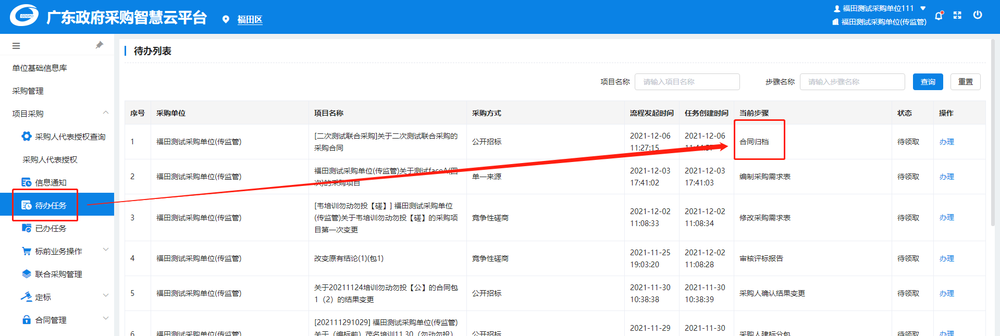 GDGPO
广东政府采购智慧云平台
福田区
福田测试采购单位111
福田测试采购单位(传监管)
单位基础信息库
采购管理
项目采购
采购人代表授权查询
采购人代表授权
信息通知
待办任务
已办任务
标前业务操作
联合采购管理
定标
合同管理
待办列表
项目名称 请输入项目名称 步骤名称 请输入步骤名称 查询 重置
序号 采购单位 项目名称 采购方式 流程发起时间 任务创建时间 当前步骤 状态 操作
1 福田测试采购单位(传监管) [二次测试联合采购]关于二次测试联合采购的 公开招标 2021-12-06 2021-12-06 合同归档 待领取 办理
采购合同 11:27:15
2 福田测试采购单位(传监管) 福田测试采购单位(传监管)关于测试faceA(四 单一来源 2021-12-03 2021-12-03 编制采购需求表 待领取 办理
次)的采购项目 17:41:02 17:41:03
3 福田测试采购单位(传监管) [韦培训勿动勿投【磋】] 福田测试采购单位 竞争性磋商 2021-12-02 2021-12-02 修改采购需求表 待领取 办理
(传监管)关于韦培训勿动勿投【磋】的采购项 11:08:33 11:08:34
目第一次变更
4 福田测试采购单位(传监管) 改变原有结论(1)(包1) 竞争性磋商 2021-11-25 2021-12-02 审核评标报告 待领取 办理
19:03:20 11:08:28
5 福田测试采购单位(传监管) 关于20211124培训勿动勿投【公】的合同包 公开招标 2021-11-30 2021-11-30 采购人确认结果变更 待领取 办理
1（2）的结果变更 10:38:38 10:38:39
6 福田测试采购单位(传监管) [202111291029] 福田测试采购单位(传监管) 公开招标 2021-11-29 2021-11-30 采购人建标分包 待领取 办理
关于（编标前）茂名培训11.30（勿动勿投）